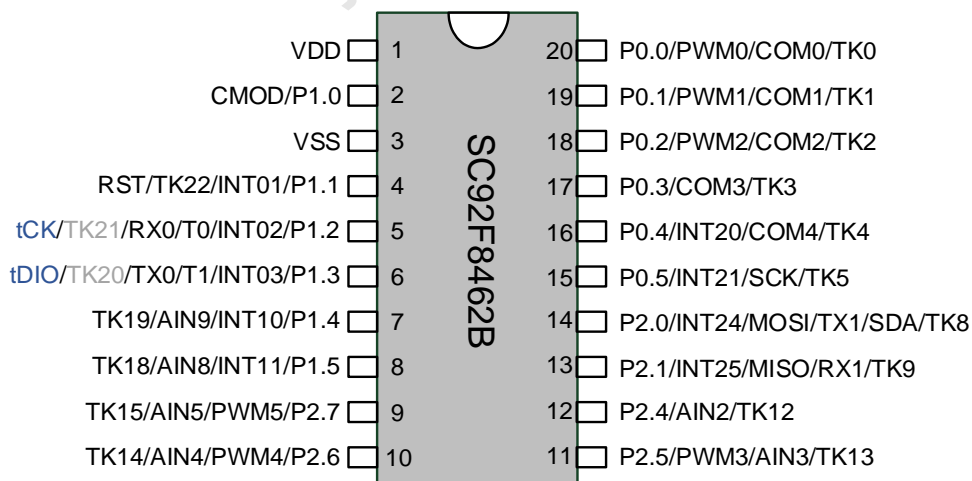 VDD 1 20 P0.0/PWM0/COM0/TK0
CMOD/P1.0 2 19 P0.1/PWM1/COM1/TK1
VSS 3 18 P0.2/PWM2/COM2/TK2
RST/TK22/INT01/P1.1 4 17 P0.3/COM3/TK3
tCK/TK21/RX0/T0/INT02/P1.2 5 16 P0.4/INT20/COM4/TK4
tDIO/TK20/TX0/T1/INT03/P1.3 6 15 P0.5/INT21/SCK/TK5
TK19/AIN9/INT10/P1.4 7 14 P2.0/INT24/MOSI/TX1/SDA/TK8
TK18/AIN8/INT11/P1.5 8 13 P2.1/INT25/MISO/RX1/TK9
TK15/AIN5/PWM5/P2.7 9 12 P2.4/AIN2/TK12
TK14/AIN4/PWM4/P2.6 10 11 P2.5/PWM3/AIN3/TK13
SC92F8462B